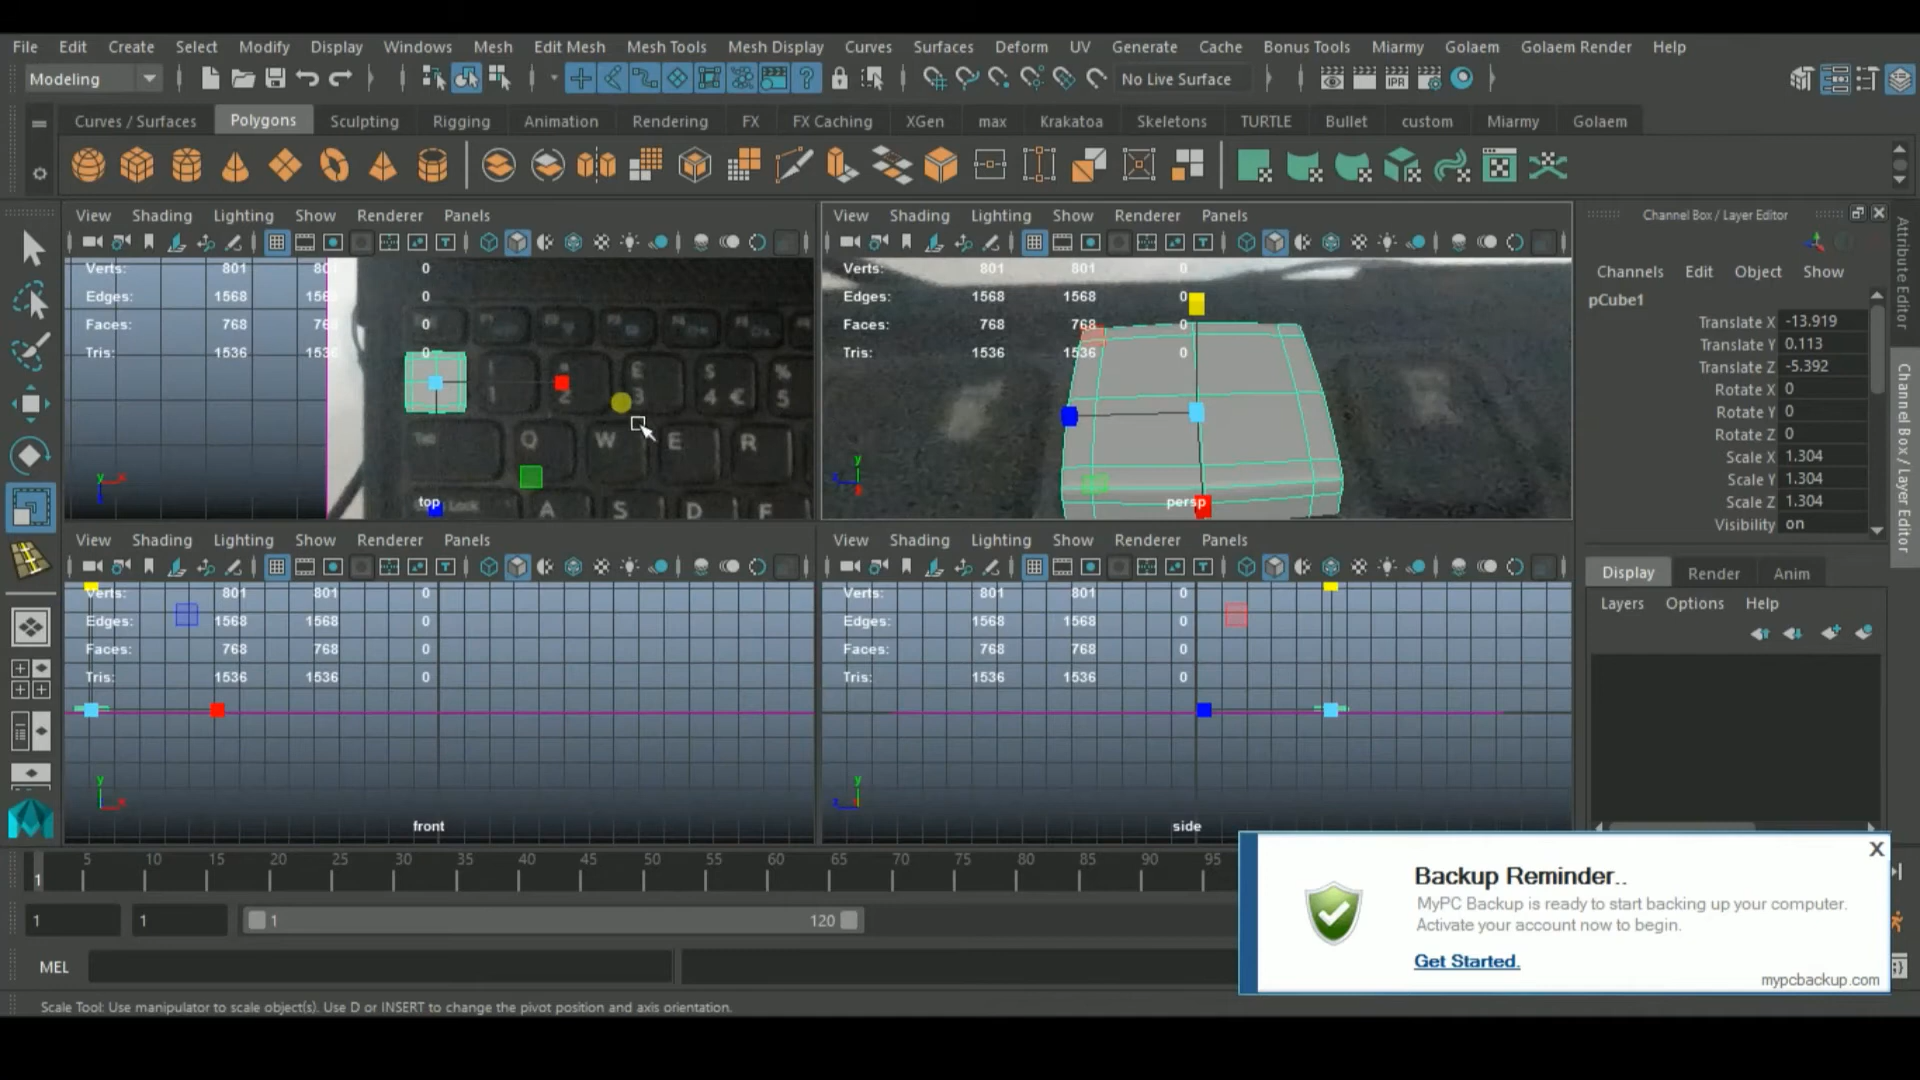 File Edit Create Select Modify Display Windows Mesh Edit Mesh Mesh Tools Mesh Display Curves Surfaces Deform UV Generate Cache Bonus Tools Miarmy Golaem Golaem Render Help
Modeling No Live Surface IPR
Curves / Surfaces Polygons Sculpting Rigging Animation Rendering FX FX Caching XGen max Krakatoa Skeletons TURTLE Bullet custom Miarmy Golaem
View Shading Lighting Show Renderer Panels
Verts: 801 801 0
Edges: 1568 156 0
Faces: 768 768 0
Tris: 1536 1536 0
1 2 E 3 $ 4 € % 5
Tab Q W E R
Lock A S D F
y x
top
View Shading Lighting Show Renderer Panels
Verts: 801 801 0
Edges: 1568 1568 0
Faces: 768 768 0
Tris: 1536 1536 0
y
persp
View Shading Lighting Show Renderer Panels
Verts: 801 801 0
Edges: 1568 1568 0
Faces: 768 768 0
Tris: 1536 1536 0
y x
front
View Shading Lighting Show Renderer Panels
Verts: 801 801 0
Edges: 1568 1568 0
Faces: 768 768 0
Tris: 1536 1536 0
z y
side
Channel Box / Layer Editor
Channels Edit Object Show
pCube1
Translate X -13.919
Translate Y 0.113
Translate Z -5.392
Rotate X 0
Rotate Y 0
Rotate Z 0
Scale X 1.304
Scale Y 1.304
Scale Z 1.304
Visibility on
Display Render Anim
Layers Options Help
Attribute Editor
Channel Box / Layer Editor
5 10 15 20 25 30 35 40 45 50 55 60 65 70 75 80 85 90 95
1
1 1 1 120
MEL
Scale Tool: Use manipulator to scale object(s). Use D or INSERT to change the pivot position and axis orientation.
X
Backup Reminder..
MyPC Backup is ready to start backing up your computer.
Activate your account now to begin.
Get Started.
mypcbackup.com